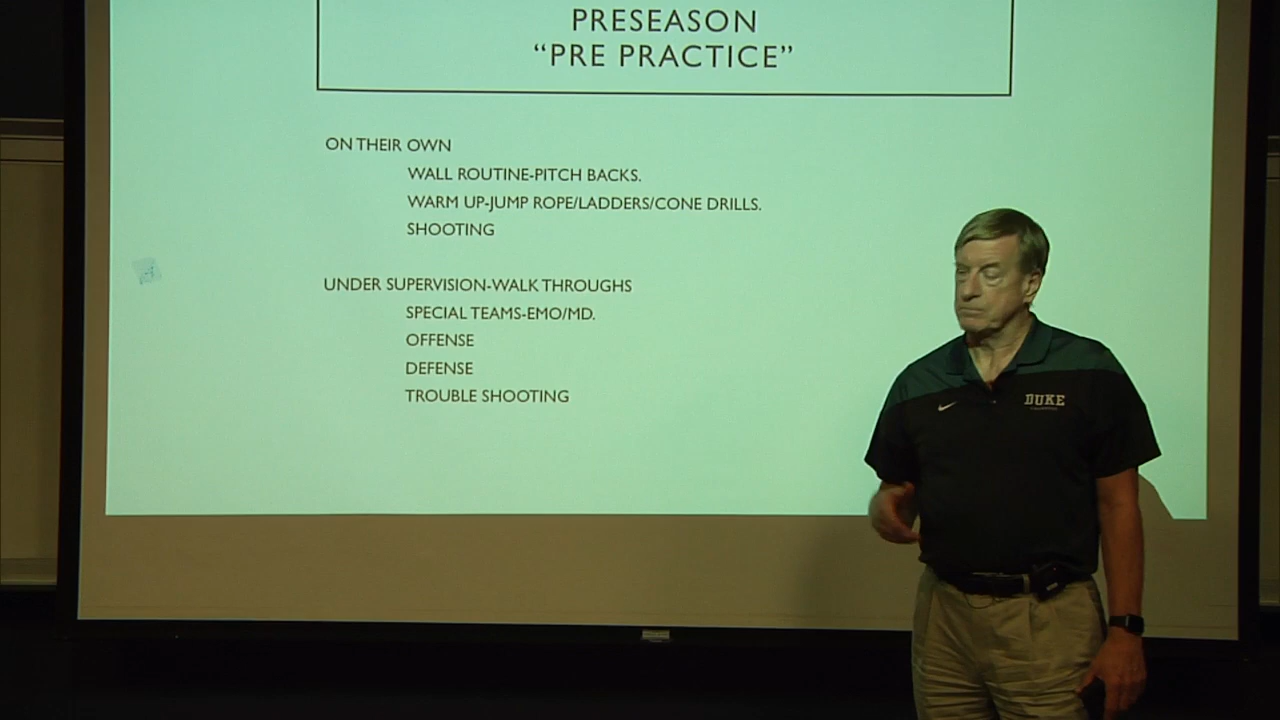 PRESEASON
“PRE PRACTICE”
ON THEIR OWN
WALL ROUTINE-PITCH BACKS.
WARM UP-JUMP ROPE/LADDERS/CONE DRILLS.
SHOOTING
UNDER SUPERVISION-WALK THROUGHS
SPECIAL TEAMS-EMO/MD.
OFFENSE
DEFENSE
TROUBLE SHOOTING
DUKE